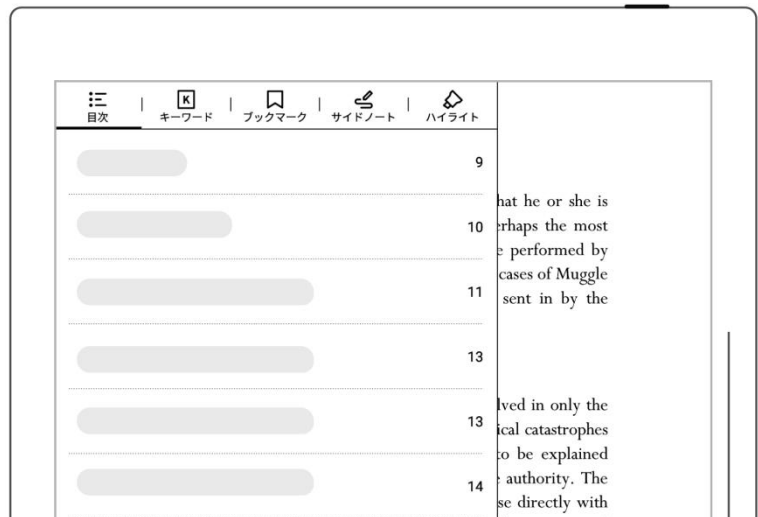 目次
K
キーワード
ブックマーク
サイドノート
ハイライト
9
10
11
13
13
14
hat he or she is
erhaps the most
e performed by
cases of Muggle
sent in by the
lved in only the
ical catastrophes
to be explained
authority. The
se directly with